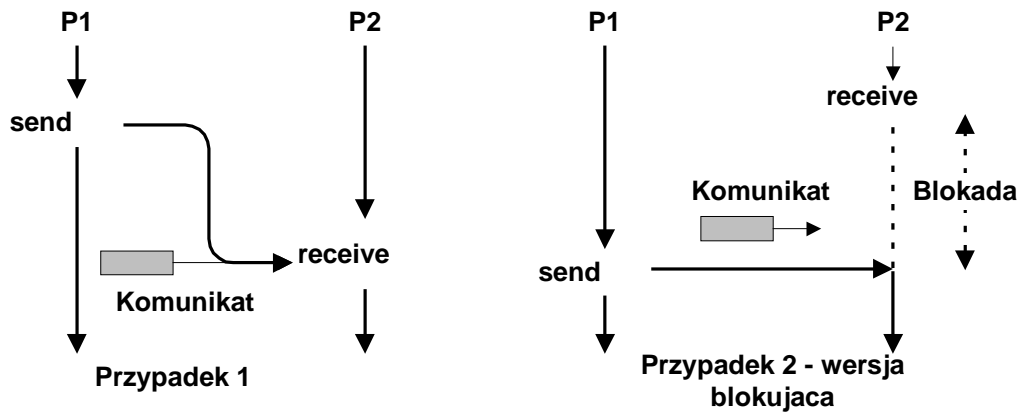 P1
P2
send
receive
Komunikat
Przypadek 1
P1
P2
receive
Komunikat
Blokada
send
Przypadek 2 - wersja
blokujaca